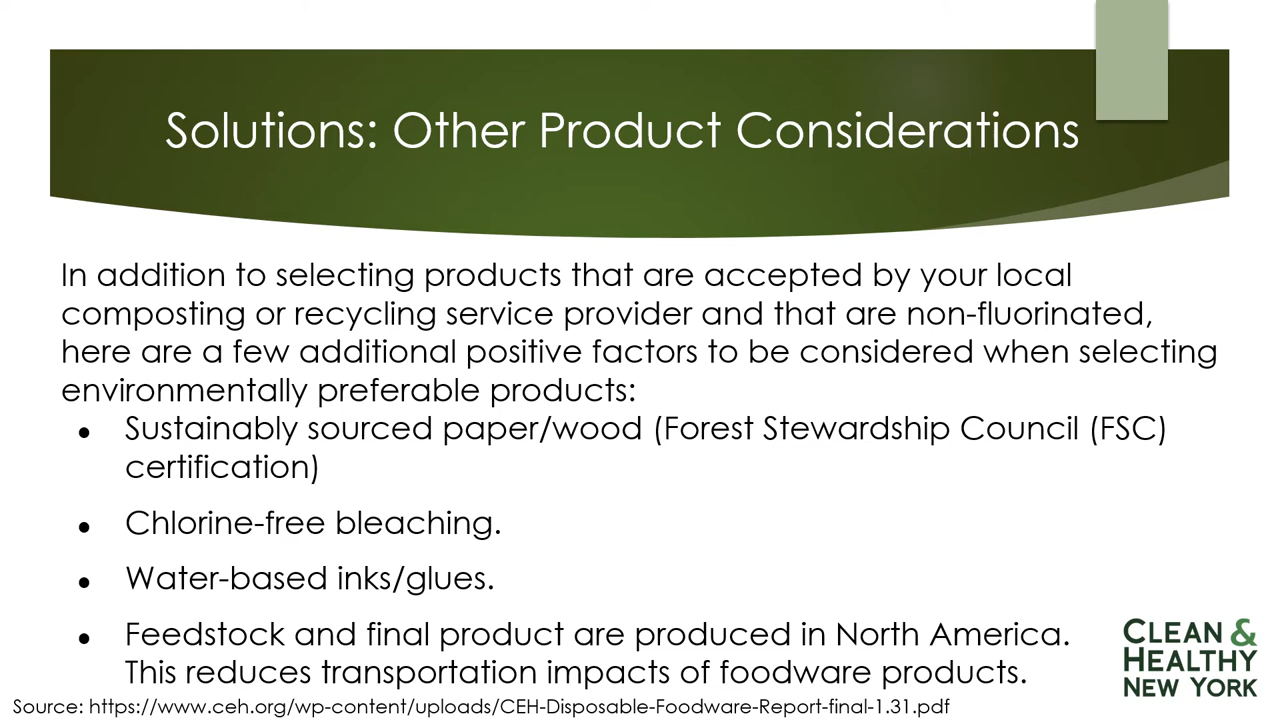 Solutions: Other Product Considerations
In addition to selecting products that are accepted by your local
composting or recycling service provider and that are non-fluorinated,
here are a few additional positive factors to be considered when selecting
environmentally preferable products:
● Sustainably sourced paper/wood (Forest Stewardship Council (FSC)
certification)
● Chlorine-free bleaching.
● Water-based inks/glues.
● Feedstock and final product are produced in North America.
This reduces transportation impacts of foodware products.
CLEAN &
HEALTHY
NEW YORK
Source: https://www.ceh.org/wp-content/uploads/CEH-Disposable-Foodware-Report-final-1.31.pdf